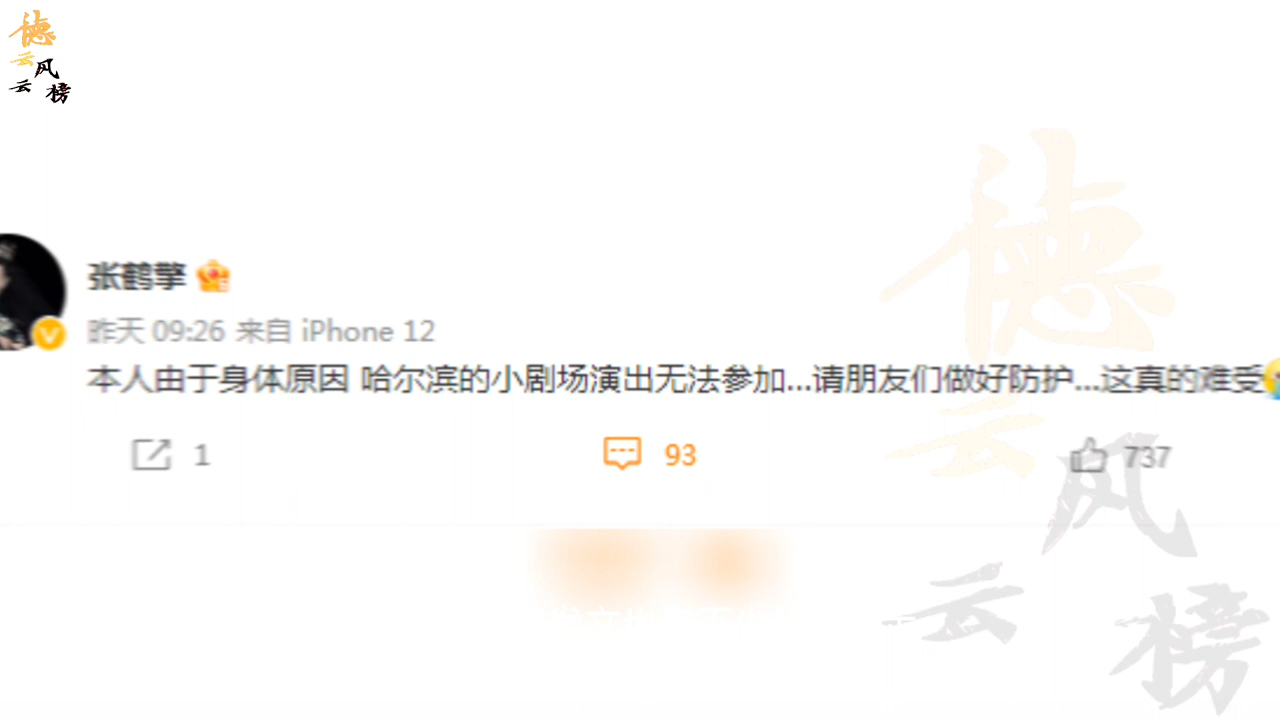 德
云风
云榜
张鹤擎
昨天 09:26 来自 iPhone 12
本人由于身体原因 哈尔滨的小剧场演出无法参加...请朋友们做好防护...这真的难受
1
93
737
德
云
风
云
榜